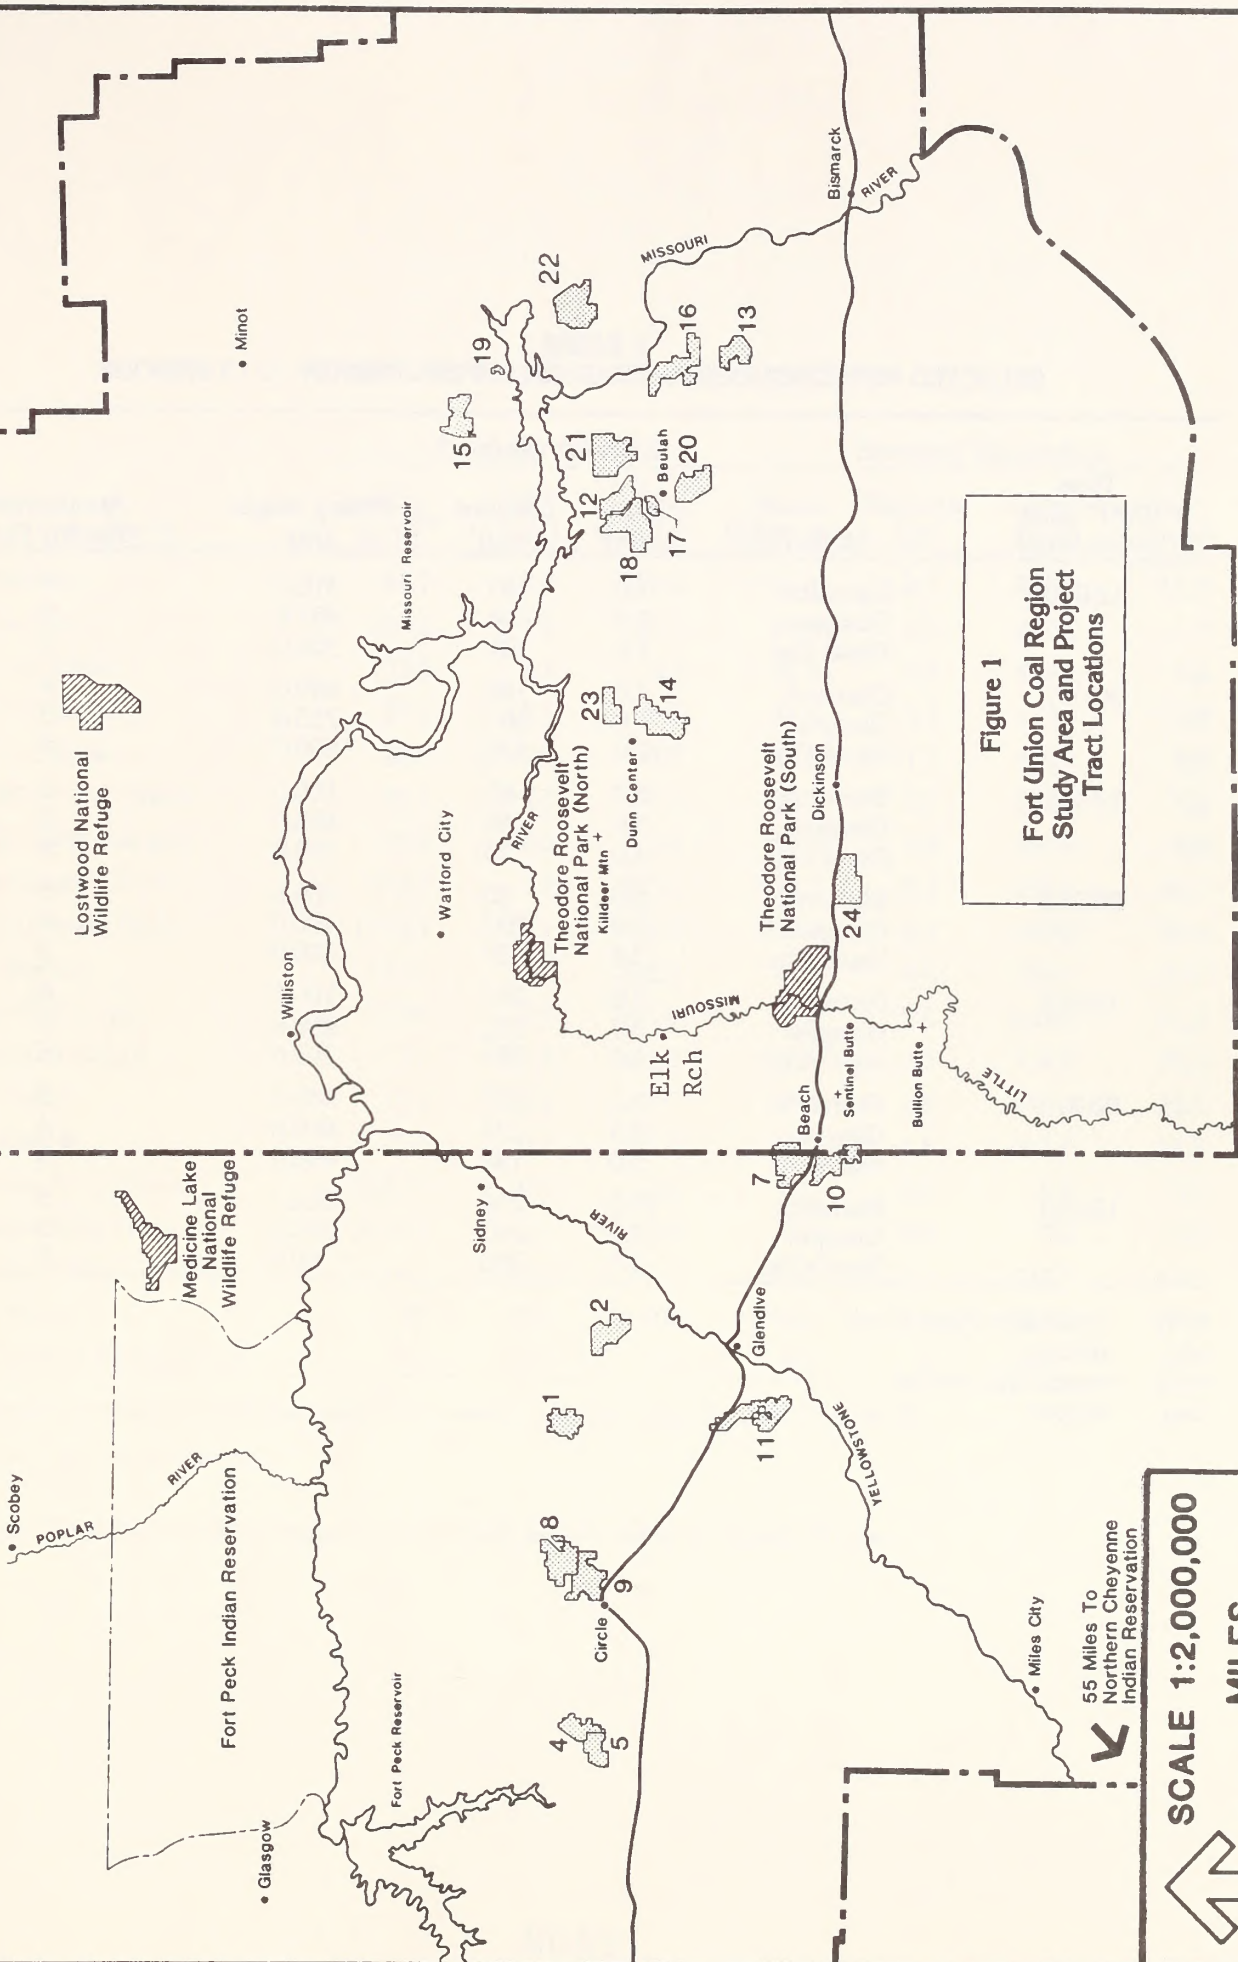 Scobey
POPLAR
RIVER
Fort Peck Indian Reservation
Glasgow
Fort Peck Reservoir
Medicine Lake
National
Wildlife Refuge
Lostwood National
Wildlife Refuge
Minot
Williston
Missouri Reservoir
Sidney
Watford City
RIVER
15
19
22
4
5
Circle
8
9
1
2
RIVER
Theodore Roosevelt
National Park (North)
Killdeer Mtn
Dunn Center
23
14
12
21
18
17
Beulah
20
16
13
MISSOURI
Elk
Rch
MISSOURI
11
Glendive
7
10
Beach
Sentinel Butte
Theodore Roosevelt
National Park (South)
24
Dickinson
Bismarck
RIVER
YELLOWSTONE
Bullion Butte
LITTLE
Miles City
55 Miles To
Northern Cheyenne
Indian Reservation
Figure 1
Fort Union Coal Region
Study Area and Project
Tract Locations
SCALE 1:2,000,000
MILES